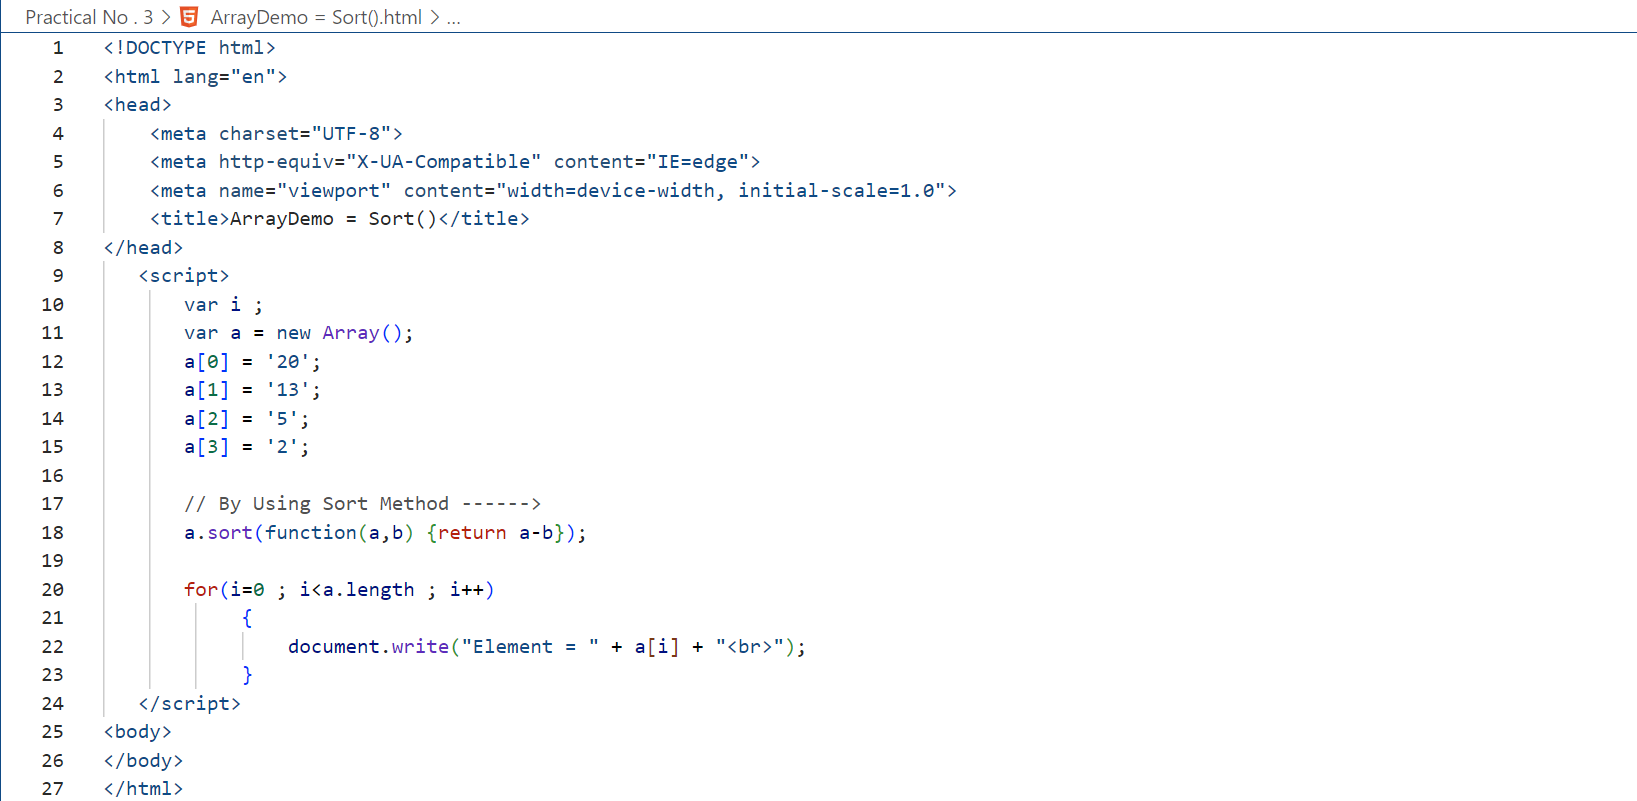 Practical No . 3 > ArrayDemo = Sort().html > ...
1 <!DOCTYPE html>
2 <html lang="en">
3 <head>
4     <meta charset="UTF-8">
5     <meta http-equiv="X-UA-Compatible" content="IE=edge">
6     <meta name="viewport" content="width=device-width, initial-scale=1.0">
7     <title>ArrayDemo = Sort()</title>
8 </head>
9    <script>
10        var i ;
11        var a = new Array();
12        a[0] = '20';
13        a[1] = '13';
14        a[2] = '5';
15        a[3] = '2';
16
17        // By Using Sort Method ------>
18        a.sort(function(a,b) {return a-b});
19
20        for(i=0 ; i<a.length ; i++)
21             {
22                 document.write("Element = " + a[i] + "<br>");
23             }
24    </script>
25 <body>
26 </body>
27 </html>